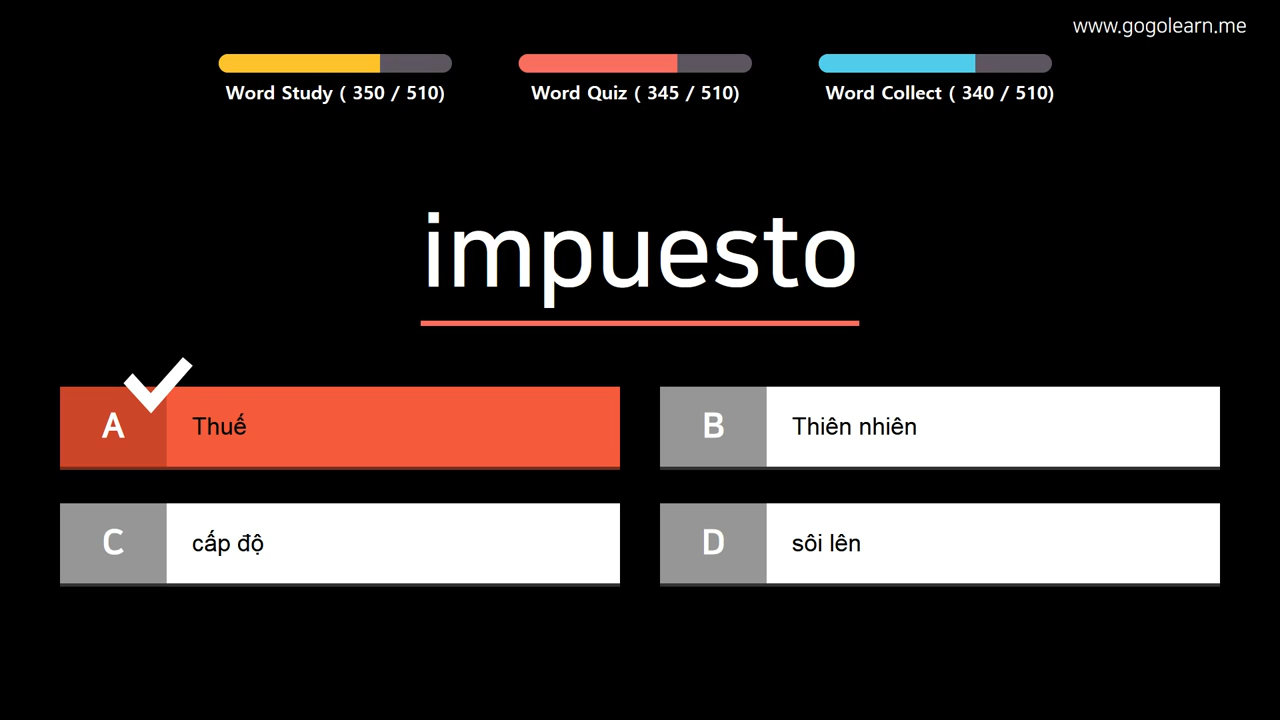 www.gogolearn.me
Word Study ( 350 / 510)
Word Quiz ( 345 / 510)
Word Collect ( 340 / 510)
impuesto
A
Thuế
B
Thiên nhiên
C
cấp độ
D
sôi lên